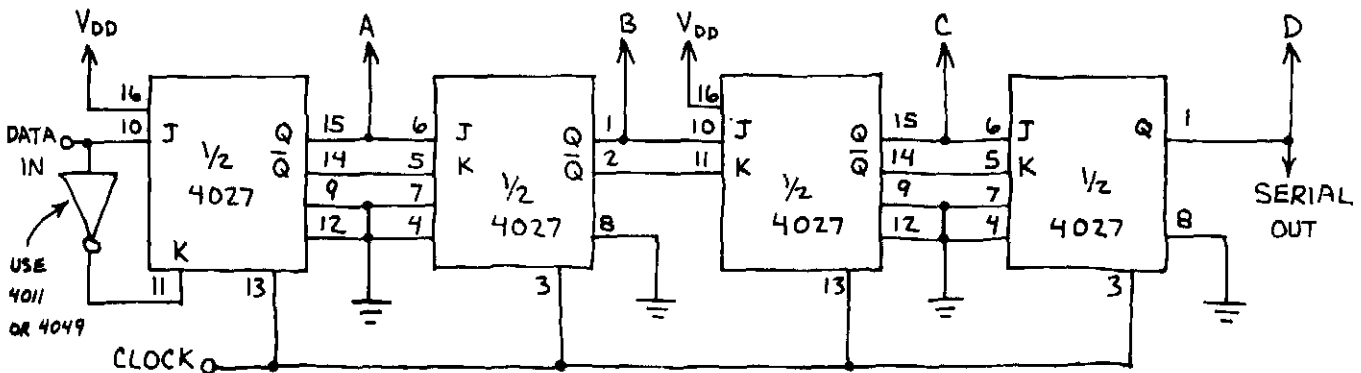 VDD
A
B
VDD
C
D
16
10
J
Q
15
6
J
Q
1
16
10
J
Q
15
6
J
Q
1
DATA
IN
1/2
4027
Q̅
14
5
K
1/2
4027
Q̅
2
11
K
1/2
4027
Q̅
14
5
K
1/2
4027
9
7
9
7
12
4
8
12
4
8
SERIAL
OUT
K
11
13
3
13
3
USE
4011
OR 4049
CLOCK